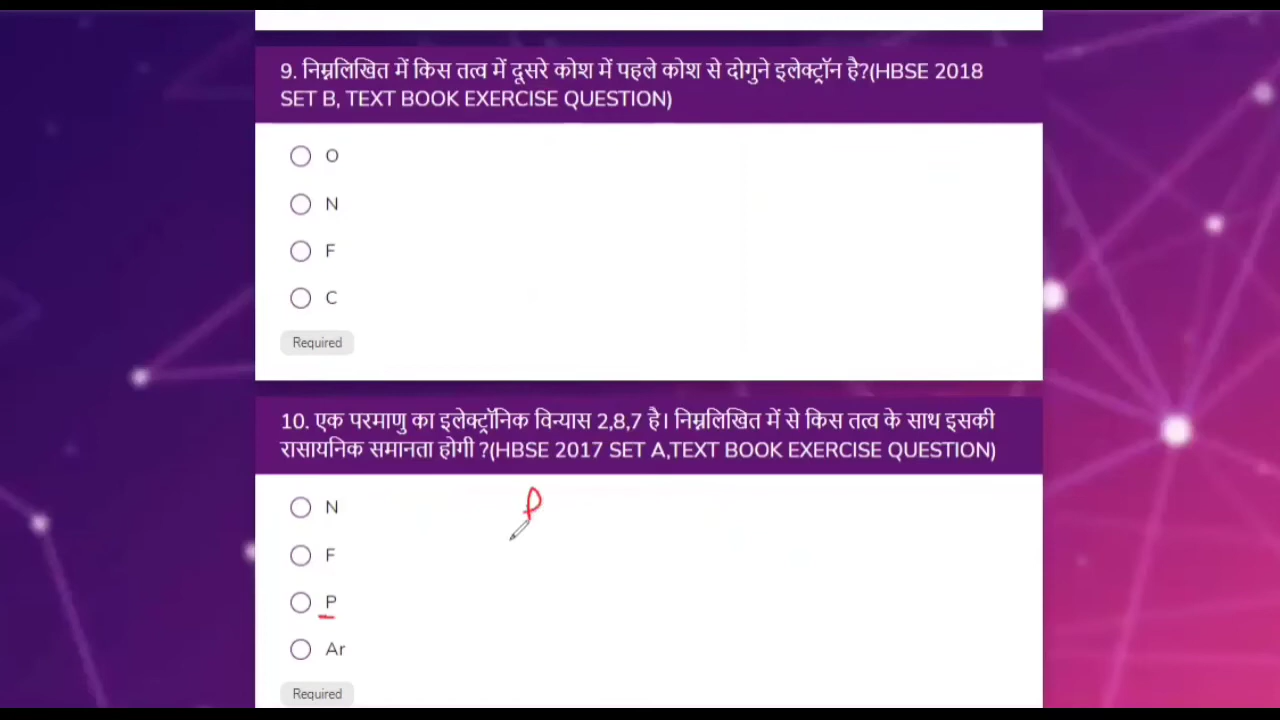 9. निम्नलिखित में किस तत्व में दूसरे कोश में पहले कोश से दोगुने इलेक्ट्रॉन है?(HBSE 2018
SET B, TEXT BOOK EXERCISE QUESTION)
O
N
F
C
Required
10. एक परमाणु का इलेक्ट्रॉनिक विन्यास 2,8,7 है। निम्नलिखित में से किस तत्व के साथ इसकी
रासायनिक समानता होगी ?(HBSE 2017 SET A,TEXT BOOK EXERCISE QUESTION)
N
P
F
P
Ar
Required